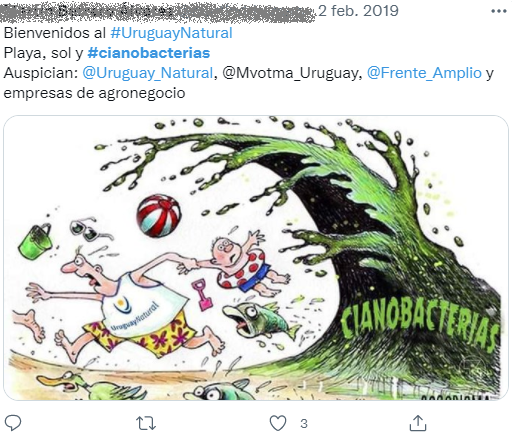 2 feb. 2019
Bienvenidos al #UruguayNatural
Playa, sol y #cianobacterias
Auspician: @Uruguay_Natural, @Mvotma_Uruguay, @Frente_Amplio y
empresas de agronegocio
UruguayNatural
CIANOBACTERIAS
3